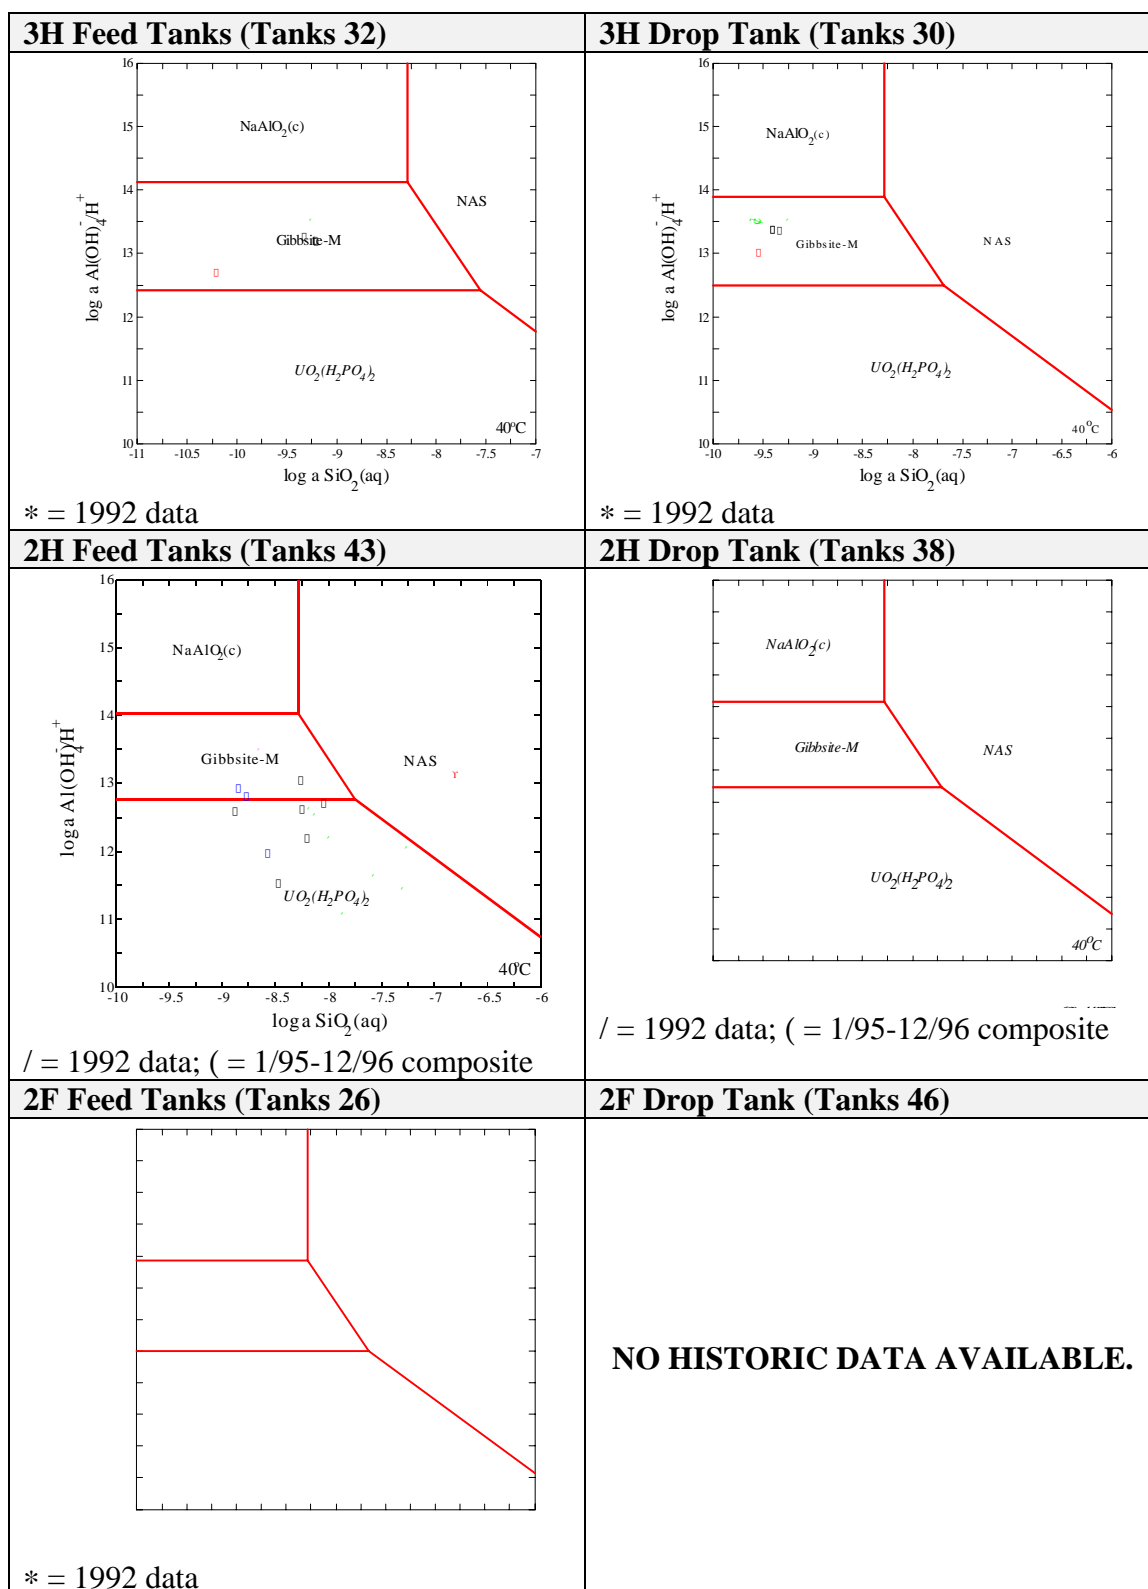 3H Feed Tanks (Tanks 32)
3H Drop Tank (Tanks 30)
16
15
14
13
12
11
10
log a Al(OH)4-/H+
NaAlO2(c)
NAS
Gibbsite-M
UO2(H2PO4)2
40°C
-11 -10.5 -10 -9.5 -9 -8.5 -8 -7.5 -7
log a SiO2(aq)
* = 1992 data
16
15
14
13
12
11
10
log a Al(OH)4-/H+
NaAlO2(c)
Gibbsite-M
NAS
UO2(H2PO4)2
40°C
-10 -9.5 -9 -8.5 -8 -7.5 -7 -6.5 -6
log a SiO2(aq)
* = 1992 data
2H Feed Tanks (Tanks 43)
2H Drop Tank (Tanks 38)
16
15
14
13
12
11
10
log a Al(OH)4-/H+
NaAlO2(c)
Gibbsite-M
NAS
UO2(H2PO4)2
40°C
-10 -9.5 -9 -8.5 -8 -7.5 -7 -6.5 -6
log a SiO2(aq)
/ = 1992 data; ( = 1/95-12/96 composite
NaAlO2(c)
Gibbsite-M
NAS
UO2(H2PO4)2
40°C
/ = 1992 data; ( = 1/95-12/96 composite
2F Feed Tanks (Tanks 26)
2F Drop Tank (Tanks 46)
NO HISTORIC DATA AVAILABLE.
* = 1992 data